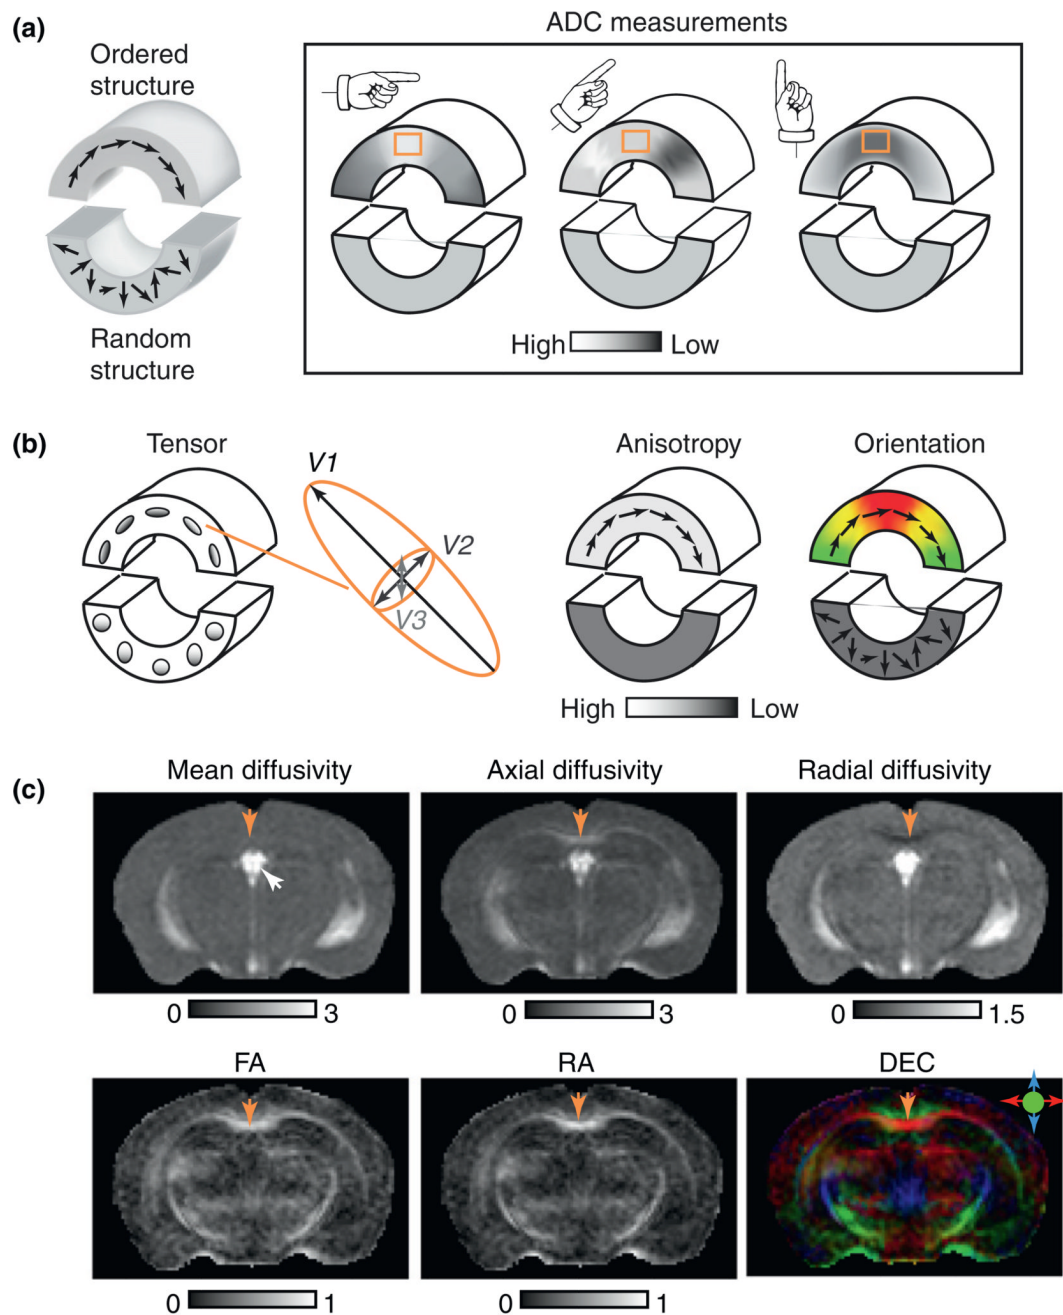 (a)
Ordered
structure
Random
structure
ADC measurements
High Low
(b)
Tensor
V1
V2
V3
Anisotropy
Orientation
High Low
(c)
Mean diffusivity
Axial diffusivity
Radial diffusivity
0 3
0 3
0 1.5
FA
RA
DEC
0 1
0 1